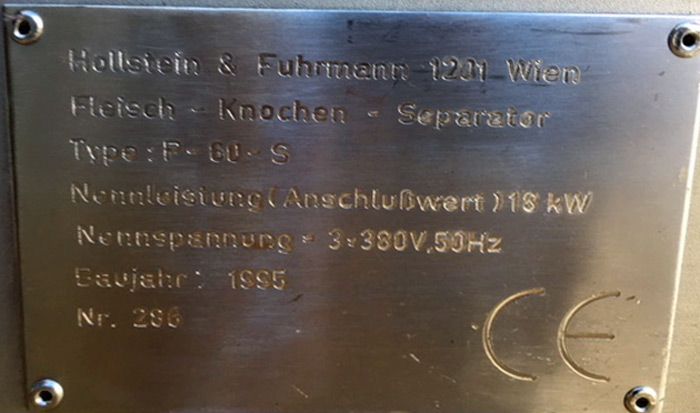 Hollstein & Fuhrmann 1201 Wien
Fleisch - Knochen - Separator
Type: P-60-S
Nennleistung (Anschlußwert) 18 kW
Nennspannung - 3×380V, 50Hz
Baujahr: 1995
Nr. 286
CE